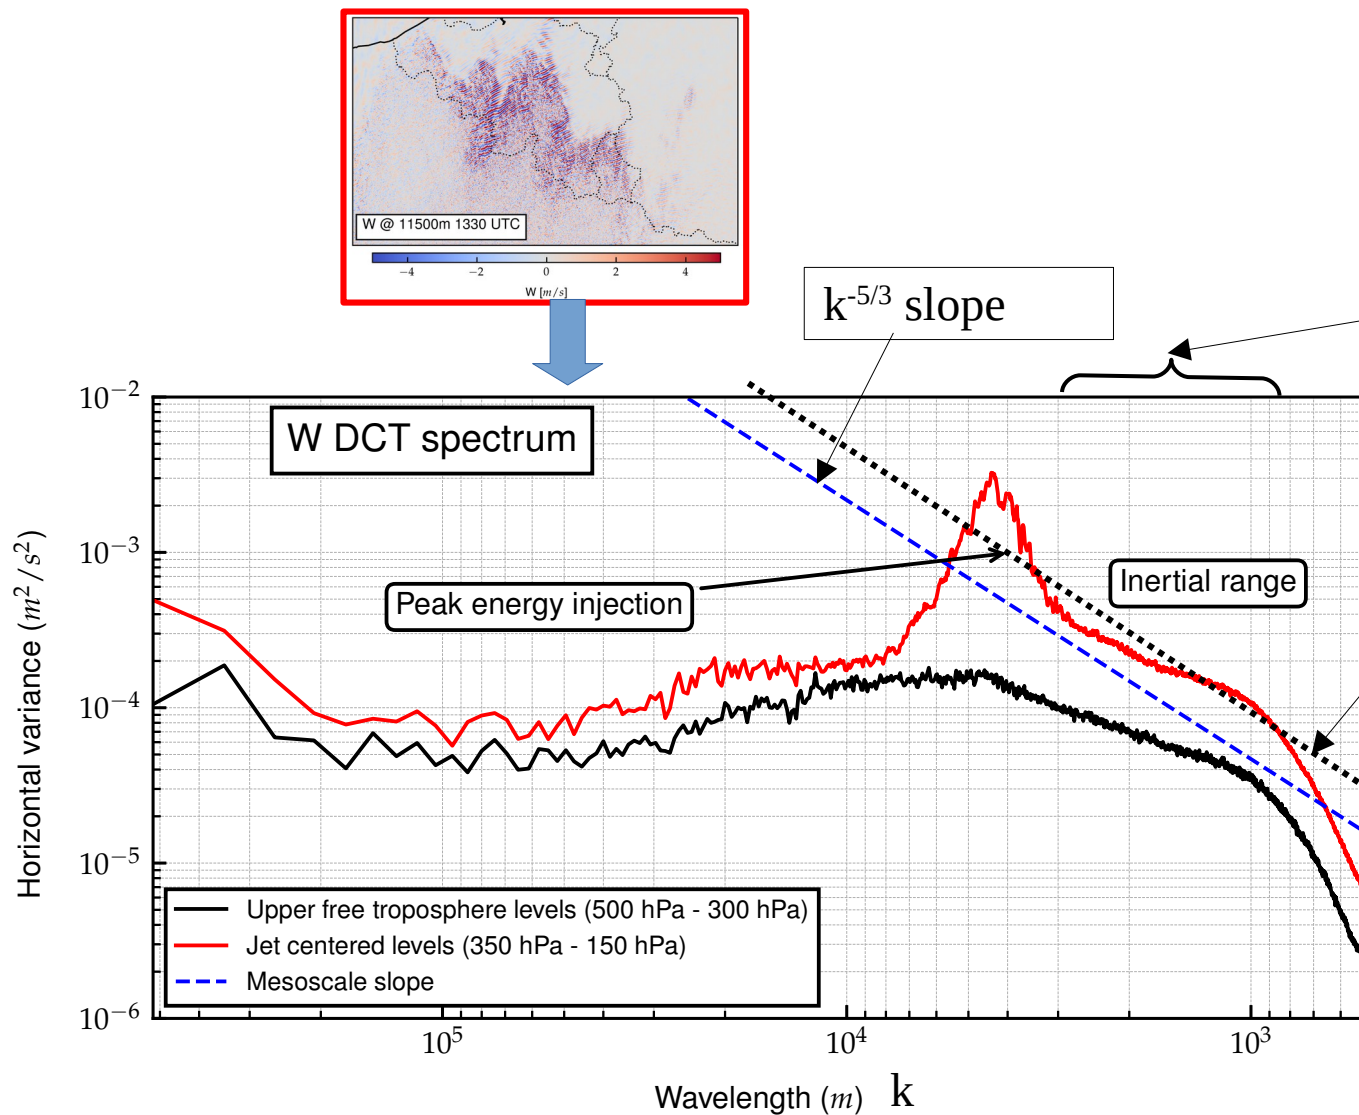 W @ 11500m 1330 UTC
−4 −2 0 2 4
W [m/s]
k-5/3 slope
W DCT spectrum
Peak energy injection
Inertial range
10−2
10−3
10−4
10−5
10−6
Horizontal variance (m2/s2)
Upper free troposphere levels (500 hPa - 300 hPa)
Jet centered levels (350 hPa - 150 hPa)
Mesoscale slope
105 104 103
Wavelength (m) k